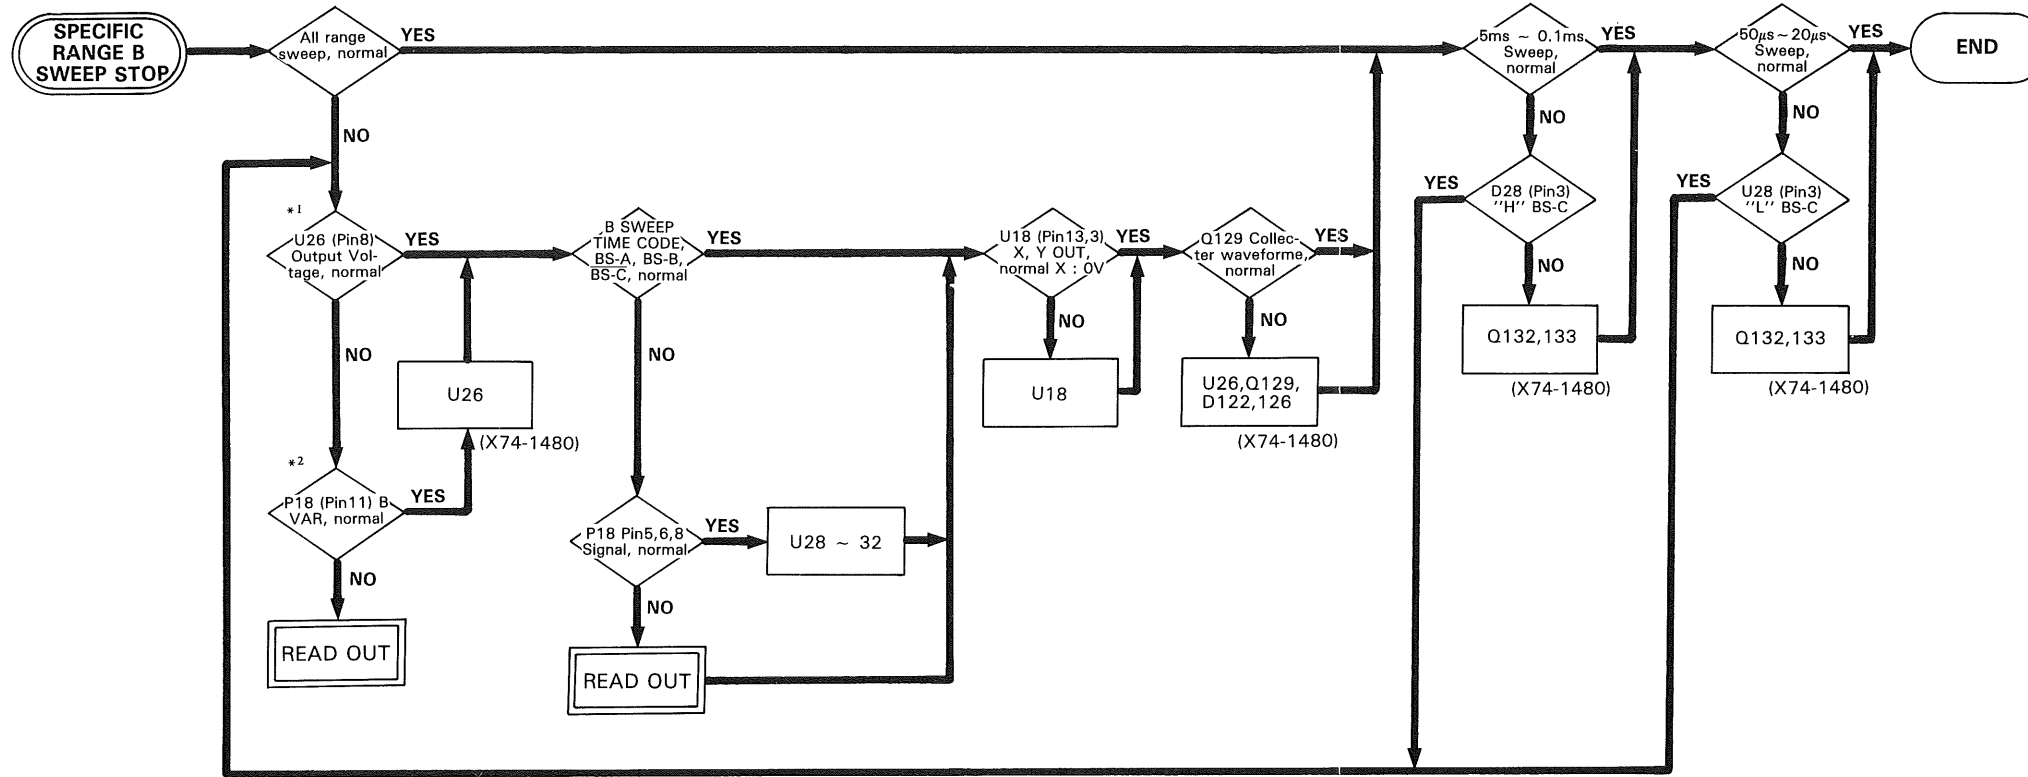 SPECIFIC
RANGE B
SWEEP STOP
All range
sweep, normal
YES
NO
5ms ~ 0.1ms
Sweep,
normal
YES
NO
50μs~20μs
Sweep,
normal
YES
NO
END
*1
U26 (Pin8)
Output Vol-
tage, normal
YES
NO
B SWEEP
TIME CODE,
BS-A, BS-B,
BS-C, normal
YES
NO
U18 (Pin13,3)
X, Y OUT,
normal X : 0V
YES
NO
Q129 Collec-
ter waveforme,
normal
YES
NO
YES
D28 (Pin3)
"H" BS-C
NO
YES
U28 (Pin3)
"L" BS-C
NO
U26
(X74-1480)
U18
U26,Q129,
D122,126
(X74-1480)
Q132,133
(X74-1480)
Q132,133
(X74-1480)
*2
P18 (Pin11) B
VAR, normal
YES
NO
P18 Pin5,6,8
Signal, normal
YES
NO
U28 ~ 32
READ OUT
READ OUT